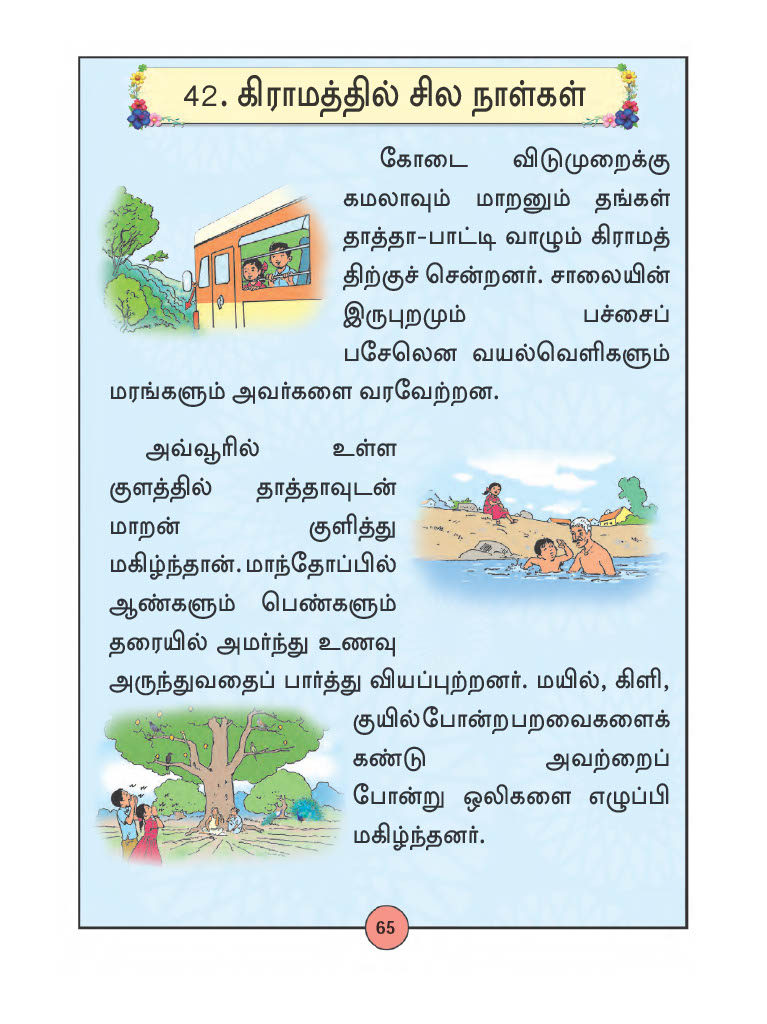 42. கிராமத்தில் சில நாள்கள்
கோடை விடுமுறைக்கு
கமலாவும் மாறனும் தங்கள்
தாத்தா-பாட்டி வாழும் கிராமத்
திற்குச் சென்றனர். சாலையின்
இருபுறமும் பச்சைப்
பசேலென வயல்வெளிகளும்
மரங்களும் அவர்களை வரவேற்றன.
அவ்வூரில் உள்ள
குளத்தில் தாத்தாவுடன்
மாறன் குளித்து
மகிழ்ந்தான். மாந்தோப்பில்
ஆண்களும் பெண்களும்
தரையில் அமர்ந்து உணவு
அருந்துவதைப் பார்த்து வியப்புற்றனர். மயில், கிளி,
குயில்போன்றபறவைகளைக்
கண்டு அவற்றைப்
போன்று ஒலிகளை எழுப்பி
மகிழ்ந்தனர்.
65